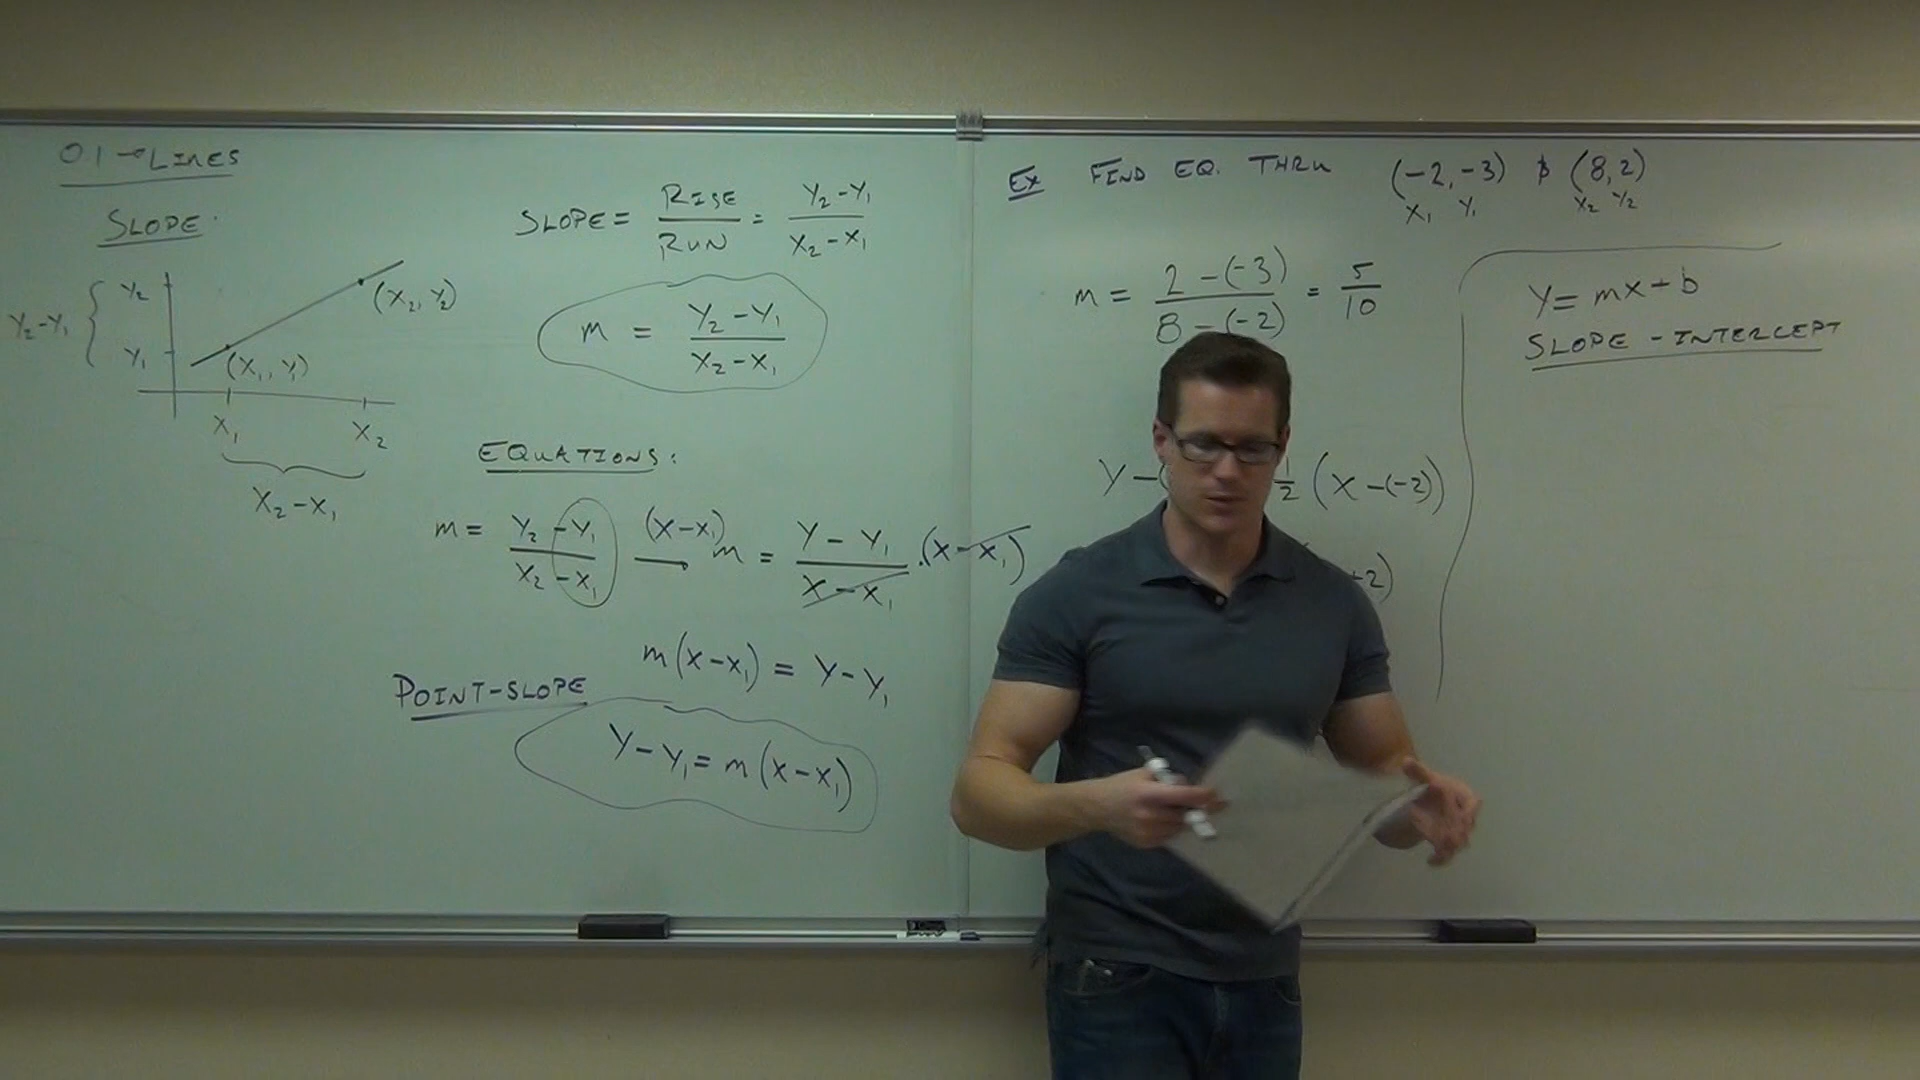 0.1 → LINES
SLOPE
Y₂-Y₁ { Y₂ Y₁
(X₂, Y₂)
(X₁, Y₁)
X₁ X₂
X₂-X₁
SLOPE = RISE/RUN = (Y₂-Y₁)/(X₂-X₁)
m = (Y₂-Y₁)/(X₂-X₁)
EQUATIONS:
m = (Y₂-Y₁)/(X₂-X₁) → (X-X₁) m = (Y-Y₁)/(X-X₁) · (X-X₁)
m(X-X₁) = Y-Y₁
POINT-SLOPE
Y-Y₁ = m(X-X₁)
EX FIND EQ. THRU (-2,-3) & (8,2)
X₁ Y₁ X₂ Y₂
m = (2-(-3))/(8-(-2)) = 5/10
Y-( 1/2 (X-(-2))
+2)
Y = mX+b
SLOPE-INTERCEPT